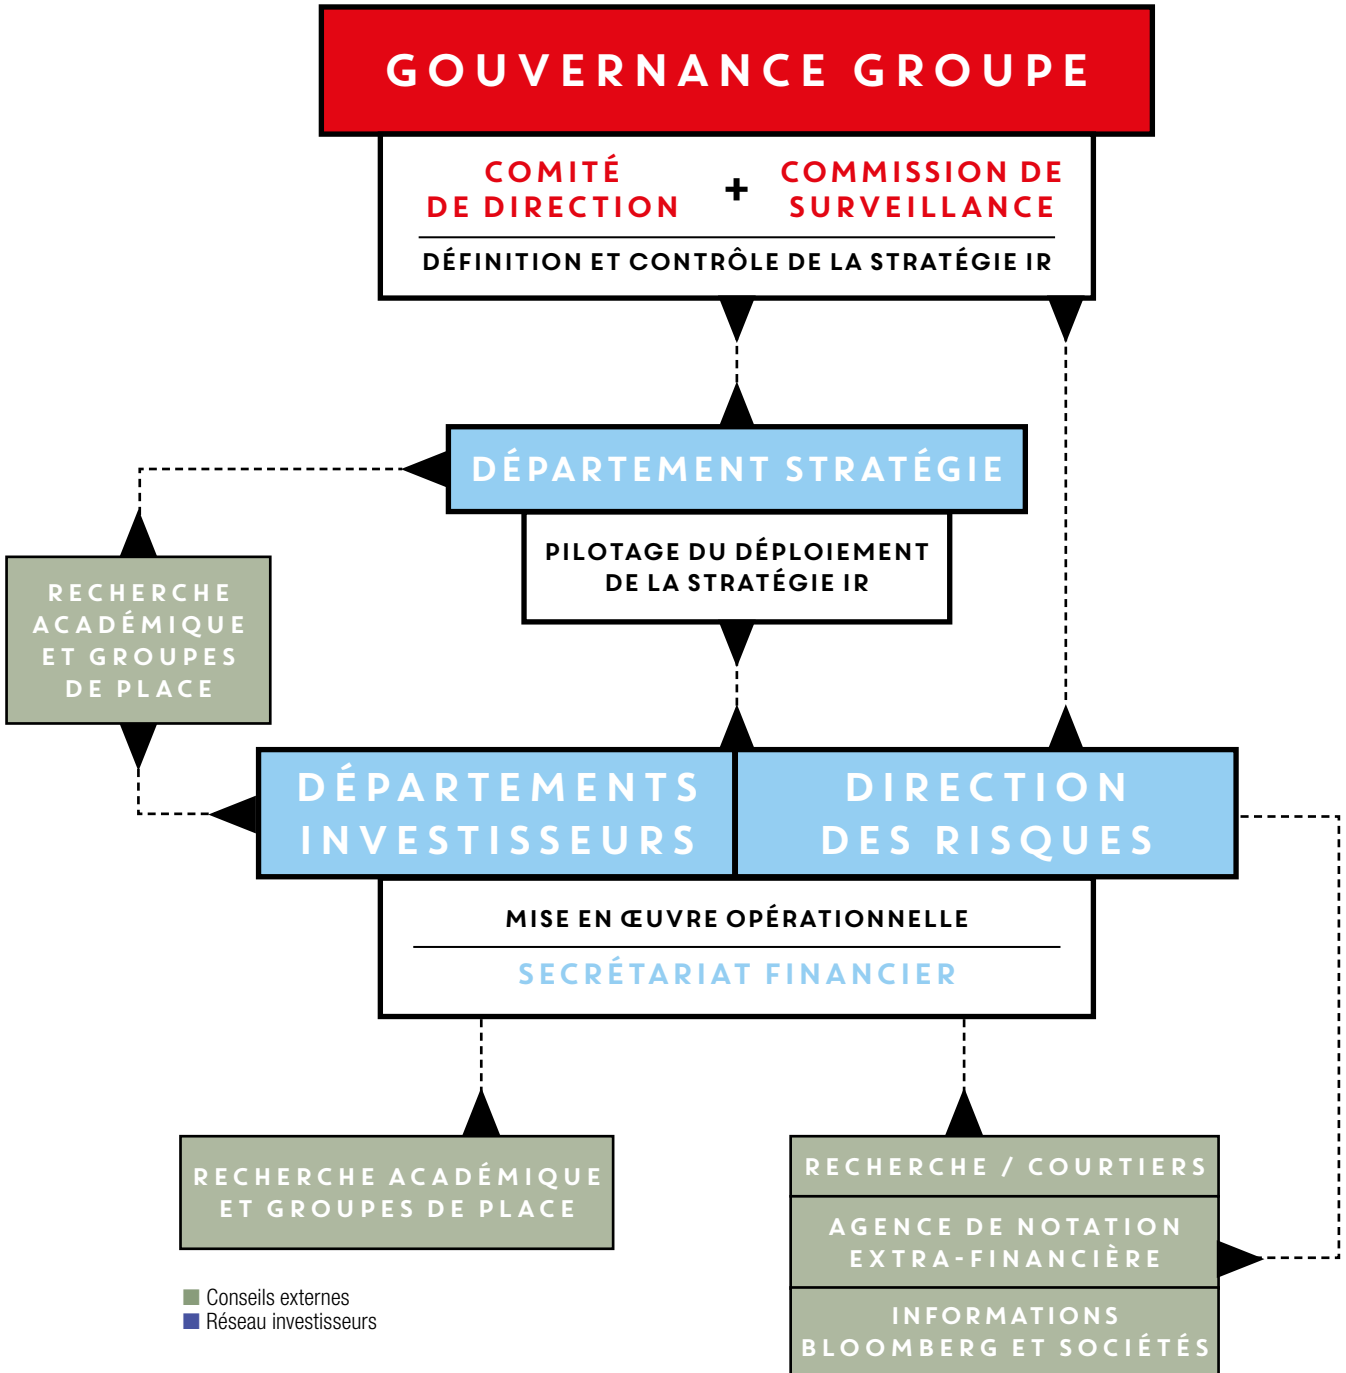 GOUVERNANCE GROUPE
COMITÉ
DE DIRECTION
+
COMMISSION DE
SURVEILLANCE
DÉFINITION ET CONTRÔLE DE LA STRATÉGIE IR
DÉPARTEMENT STRATÉGIE
PILOTAGE DU DÉPLOIEMENT
DE LA STRATÉGIE IR
RECHERCHE
ACADÉMIQUE
ET GROUPES
DE PLACE
DÉPARTEMENTS
INVESTISSEURS
DIRECTION
DES RISQUES
MISE EN ŒUVRE OPÉRATIONNELLE
SECRÉTARIAT FINANCIER
RECHERCHE ACADÉMIQUE
ET GROUPES DE PLACE
RECHERCHE / COURTIERS
AGENCE DE NOTATION
EXTRA-FINANCIÈRE
INFORMATIONS
BLOOMBERG ET SOCIÉTÉS
Conseils externes
Réseau investisseurs